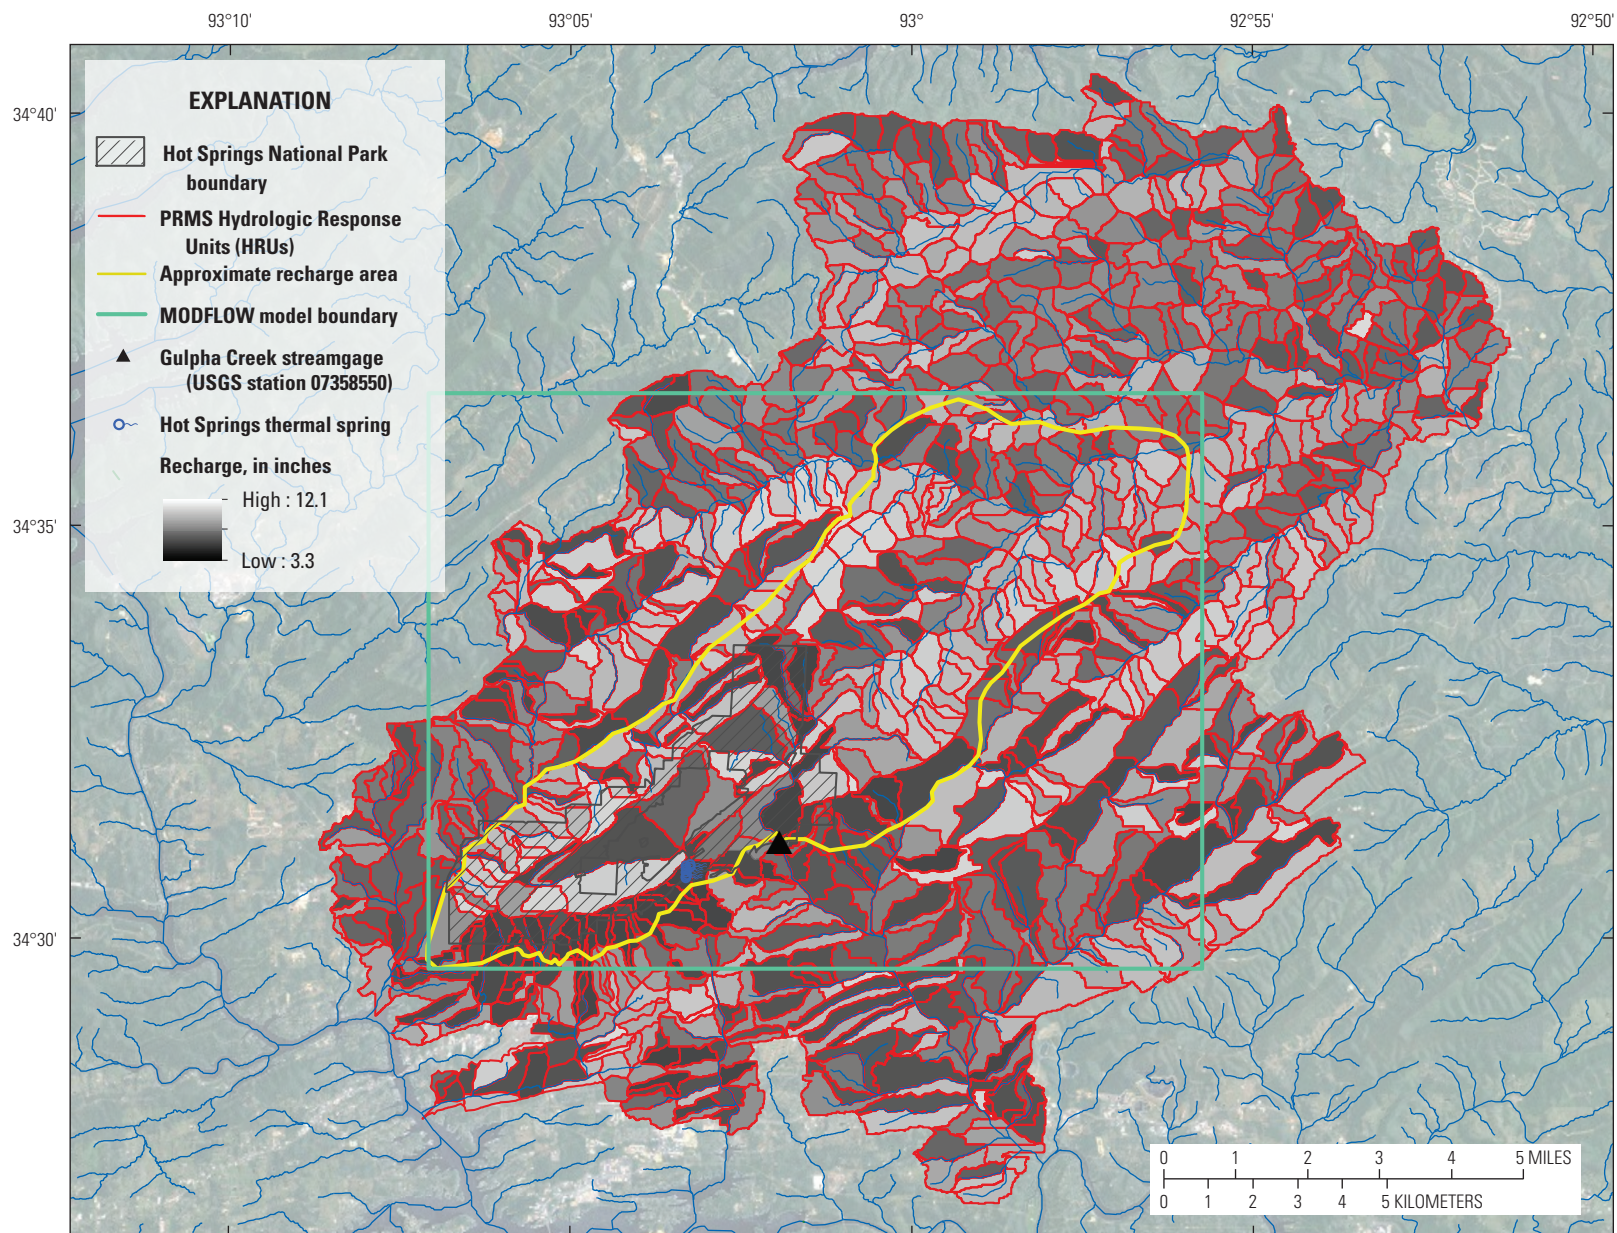 93°10'
93°05'
93°
92°55'
92°50'
34°40'
34°35'
34°30'
EXPLANATION
Hot Springs National Park
boundary
PRMS Hydrologic Response
Units (HRUs)
Approximate recharge area
MODFLOW model boundary
Gulpha Creek streamgage
(USGS station 07358550)
Hot Springs thermal spring
Recharge, in inches
High : 12.1
Low : 3.3
0 1 2 3 4 5 MILES
0 1 2 3 4 5 KILOMETERS